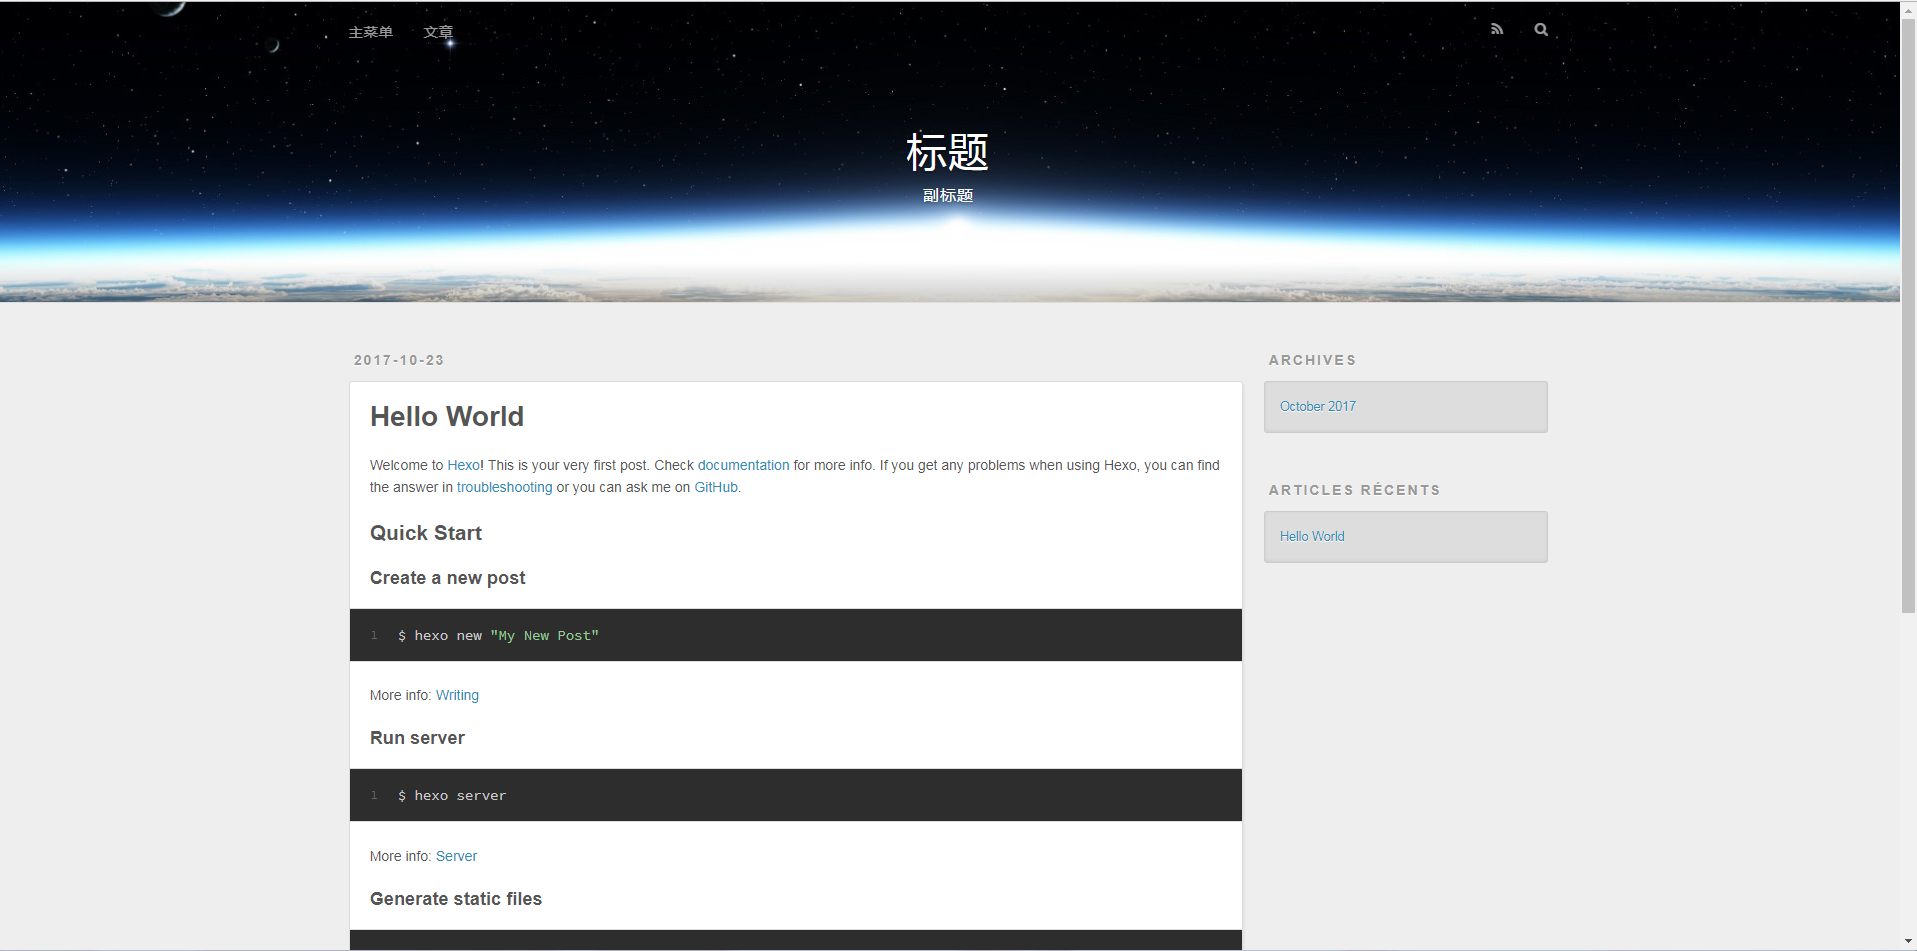 主菜单 文章
标题
副标题
2017-10-23
Hello World
Welcome to Hexo! This is your very first post. Check documentation for more info. If you get any problems when using Hexo, you can find
the answer in troubleshooting or you can ask me on GitHub.
Quick Start
Create a new post
1 $ hexo new "My New Post"
More info: Writing
Run server
1 $ hexo server
More info: Server
Generate static files
ARCHIVES
October 2017
ARTICLES RÉCENTS
Hello World